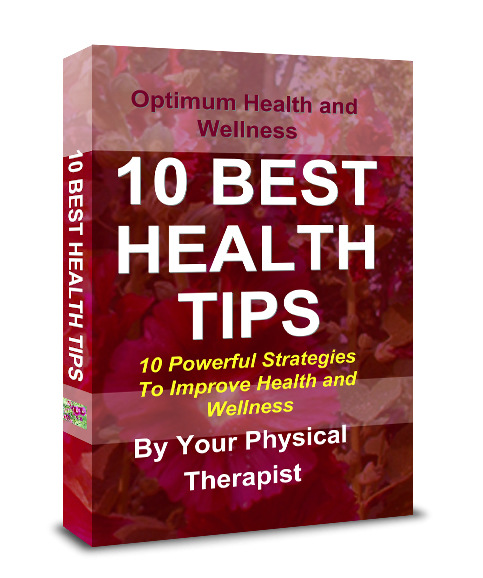 Optimum Health and
Wellness
10 BEST
HEALTH
TIPS
10 Powerful Strategies
To Improve Health and
Wellness
By Your Physical
Therapist
10 BEST HEALTH TIPS